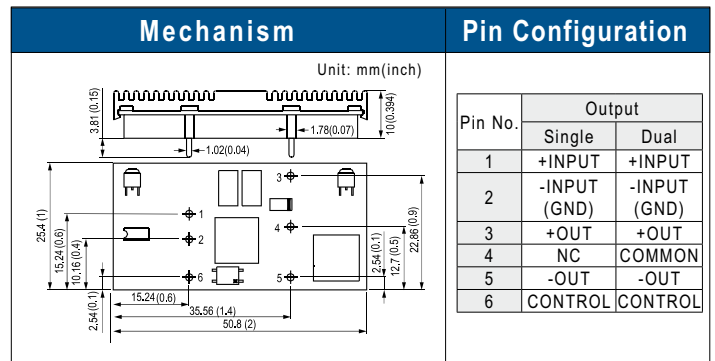 Mechanism
Pin Configuration
Unit: mm(inch)
3.81 (0.15)
1.78(0.07)
10(0.394)
1.02(0.04)
3
1
4
2
6
5
25.4 (1)
15,24 (0.6)
10,16 (0.4)
2,54 (0.1)
2,54 (0.1)
12,7 (0.5)
22,86 (0.9)
15.24(0.6)
35.56 (1.4)
50.8 (2)
Pin No. Output
Single Dual
1 +INPUT +INPUT
2 -INPUT (GND) -INPUT (GND)
3 +OUT +OUT
4 NC COMMON
5 -OUT -OUT
6 CONTROL CONTROL